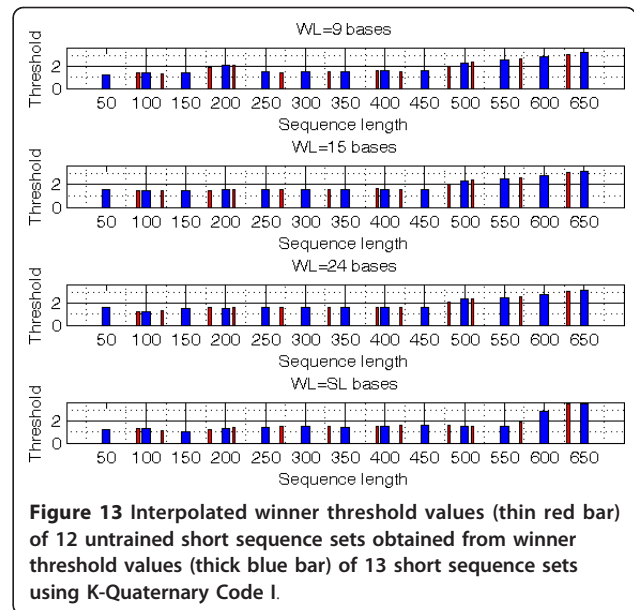 WL=9 bases
Threshold
2
0
50 100 150 200 250 300 350 400 450 500 550 600 650
Sequence length
WL=15 bases
Threshold
2
0
50 100 150 200 250 300 350 400 450 500 550 600 650
Sequence length
WL=24 bases
Threshold
2
0
50 100 150 200 250 300 350 400 450 500 550 600 650
Sequence length
WL=SL bases
Threshold
2
0
50 100 150 200 250 300 350 400 450 500 550 600 650
Sequence length
Figure 13 Interpolated winner threshold values (thin red bar)
of 12 untrained short sequence sets obtained from winner
threshold values (thick blue bar) of 13 short sequence sets
using K-Quaternary Code I.